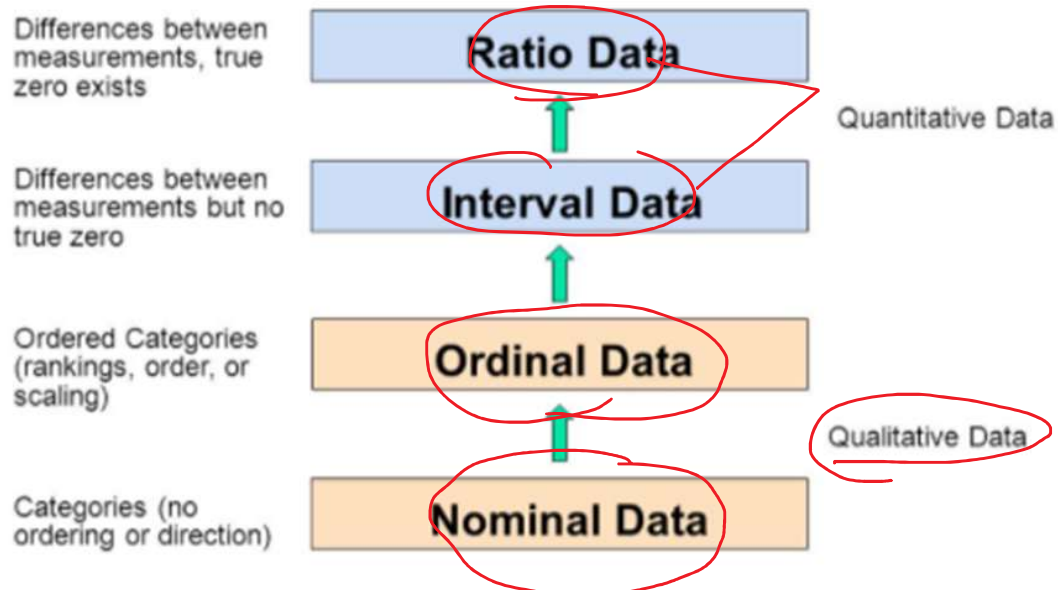 Differences between
measurements, true
zero exists
Ratio Data
Quantitative Data
Differences between
measurements but no
true zero
Interval Data
Ordered Categories
(rankings, order, or
scaling)
Ordinal Data
Qualitative Data
Categories (no
ordering or direction)
Nominal Data